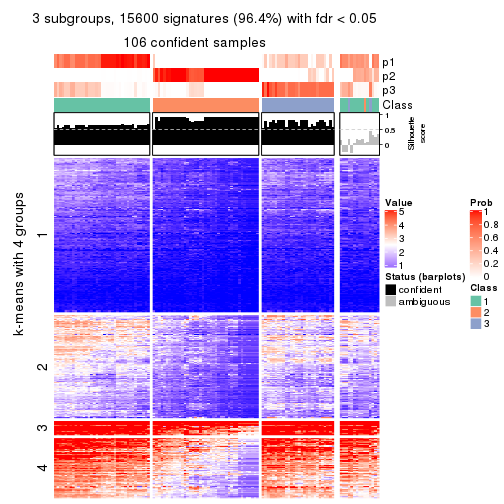 3 subgroups, 15600 signatures (96.4%) with fdr < 0.05
106 confident samples
p1
p2
p3
Class
1
0.5
0
Silhouette
score
k-means with 4 groups
1
2
3
4
Value
5
4
3
2
1
Status (barplots)
confident
ambiguous
Prob
1
0.8
0.6
0.4
0.2
0
Class
1
2
3